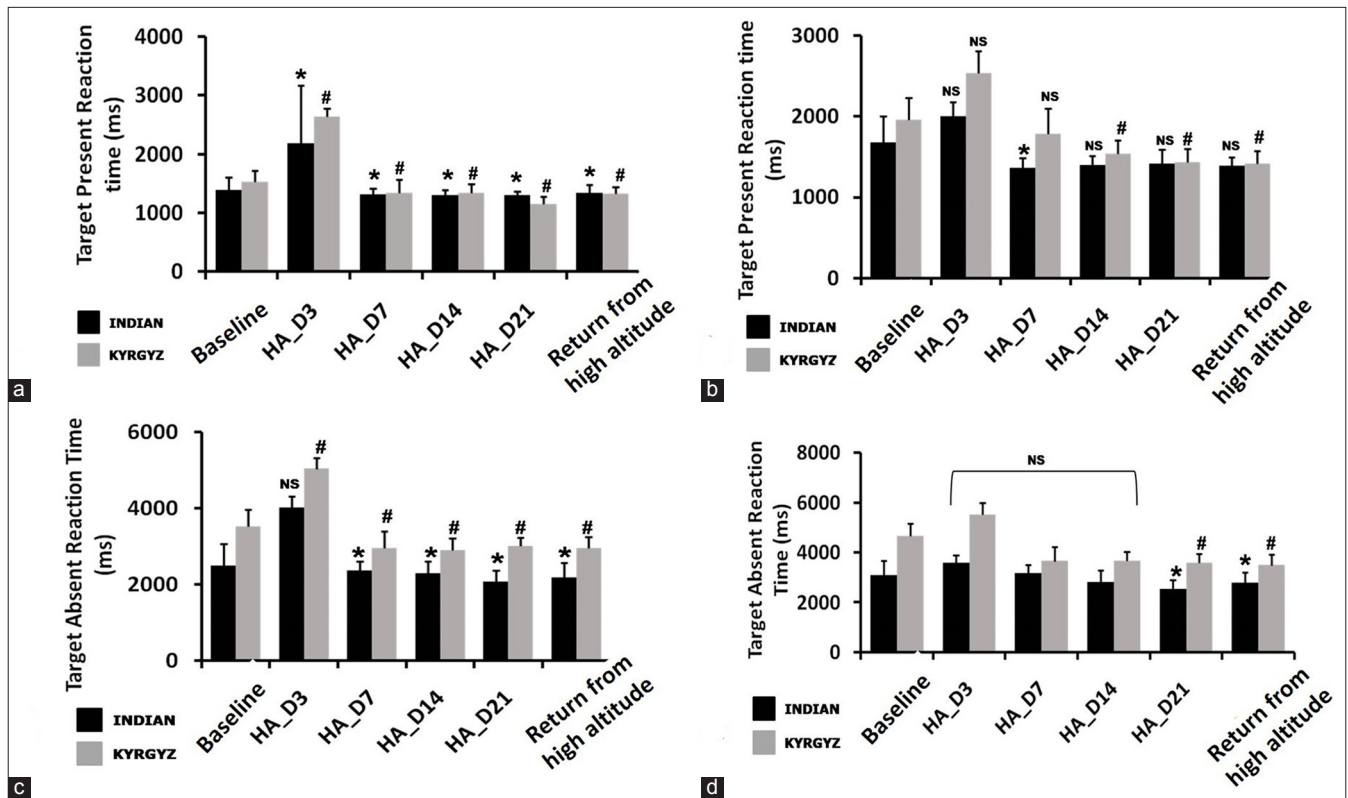 Target Present Reaction
time (ms)
4000
3000
2000
1000
0
*
#
*
#
*
#
*
#
*
#
Baseline
HA_D3
HA_D7
HA_D14
HA_D21
Return from
high altitude
INDIAN
KYRGYZ
a
Target Present Reaction time
(ms)
3000
2000
1000
0
NS
NS
*
NS
NS
#
NS
#
NS
#
Baseline
HA_D3
HA_D7
HA_D14
HA_D21
Return from
high altitude
INDIAN
KYRGYZ
b
Target Absent Reaction Time
(ms)
6000
4000
2000
0
NS
#
*
#
*
#
*
#
*
#
Baseline
HA_D3
HA_D7
HA_D14
HA_D21
Return from
high altitude
INDIAN
KYRGYZ
c
Target Absent Reaction
Time (ms)
8000
6000
4000
2000
0
NS
*
#
*
#
Baseline
HA_D3
HA_D7
HA_D14
HA_D21
Return from
high altitude
INDIAN
KYRGYZ
d